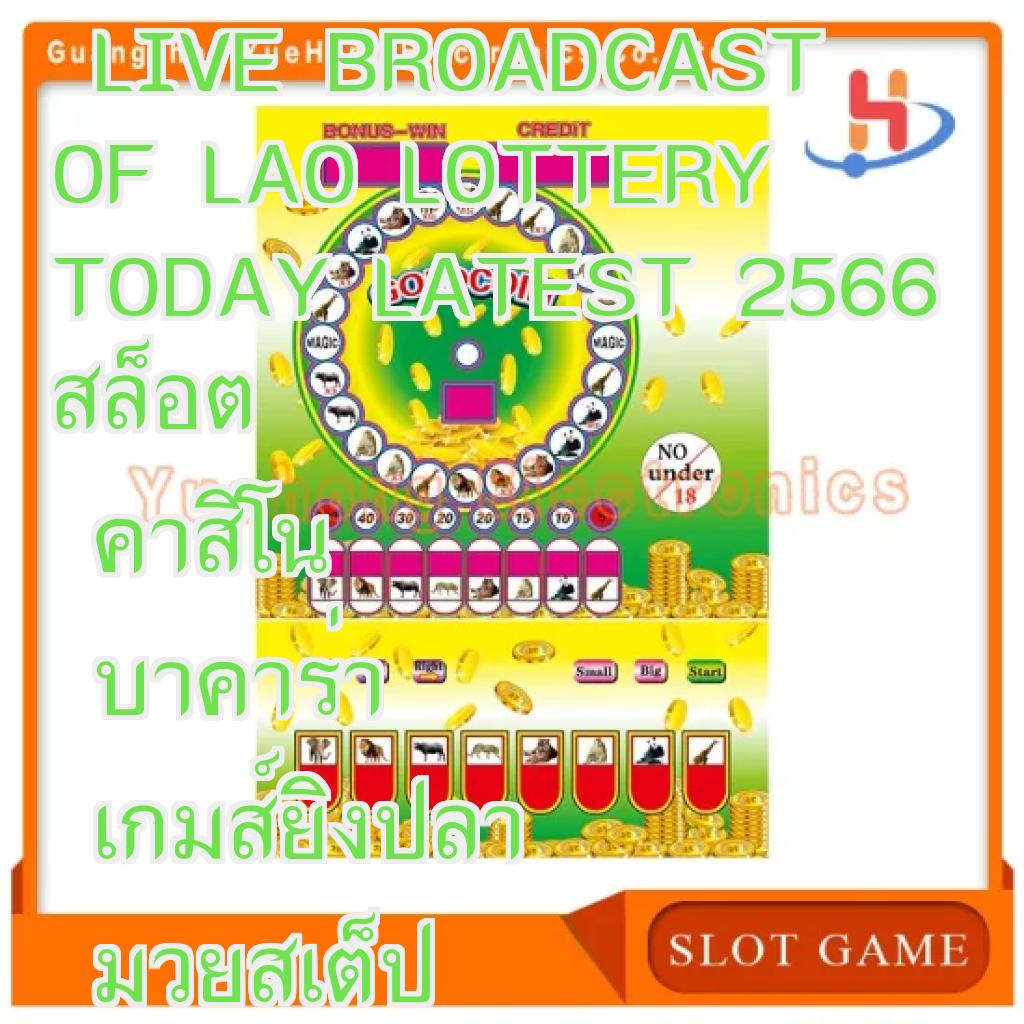 LIVE BROADCAST
OF LAO LOTTERY
TODAY LATEST 2566
สล็อต
คาสิโน
บาคาร่า
เกมส์ยิงปลา
มวยสเต็ป
BONUS-WIN CREDIT
MAGIC MAGIC
NO
under
18
40 30 20 20 15 10 5
Right Small Big Start
SLOT GAME